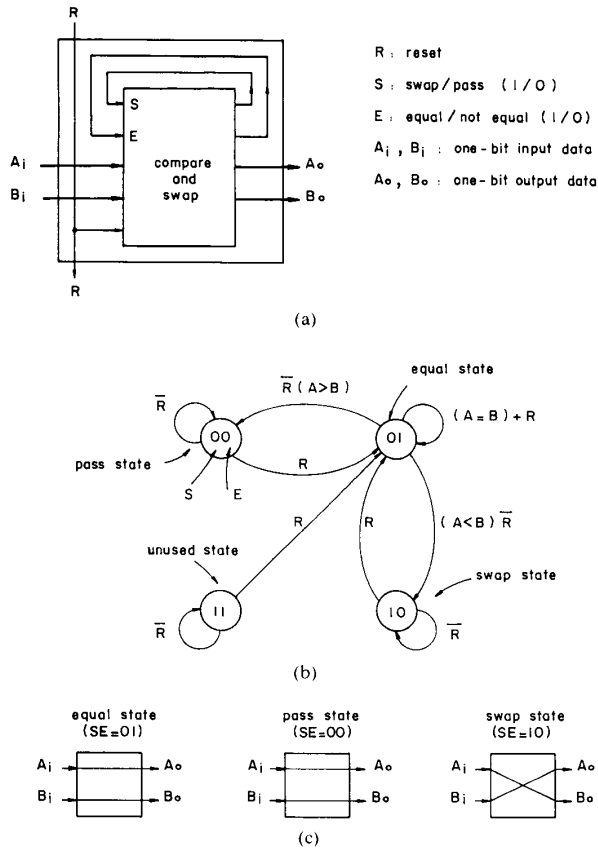 R
R : reset
S : swap/pass (1/0)
E : equal/not equal (1/0)
Ai , Bi : one-bit input data
Ao, Bo : one-bit output data
S
E
Ai
Bi
compare
and
swap
Ao
Bo
R
(a)
equal state
R̅ (A>B)
R̅
(A=B)+R
00
01
pass state
R
S E
R
R
(A<B) R̅
unused state
swap state
11
10
R̅
R̅
(b)
equal state
(SE=01)
pass state
(SE=00)
swap state
(SE=10)
Ai
Ao
Bi
Bo
Ai
Ao
Bi
Bo
Ai
Ao
Bi
Bo
(c)